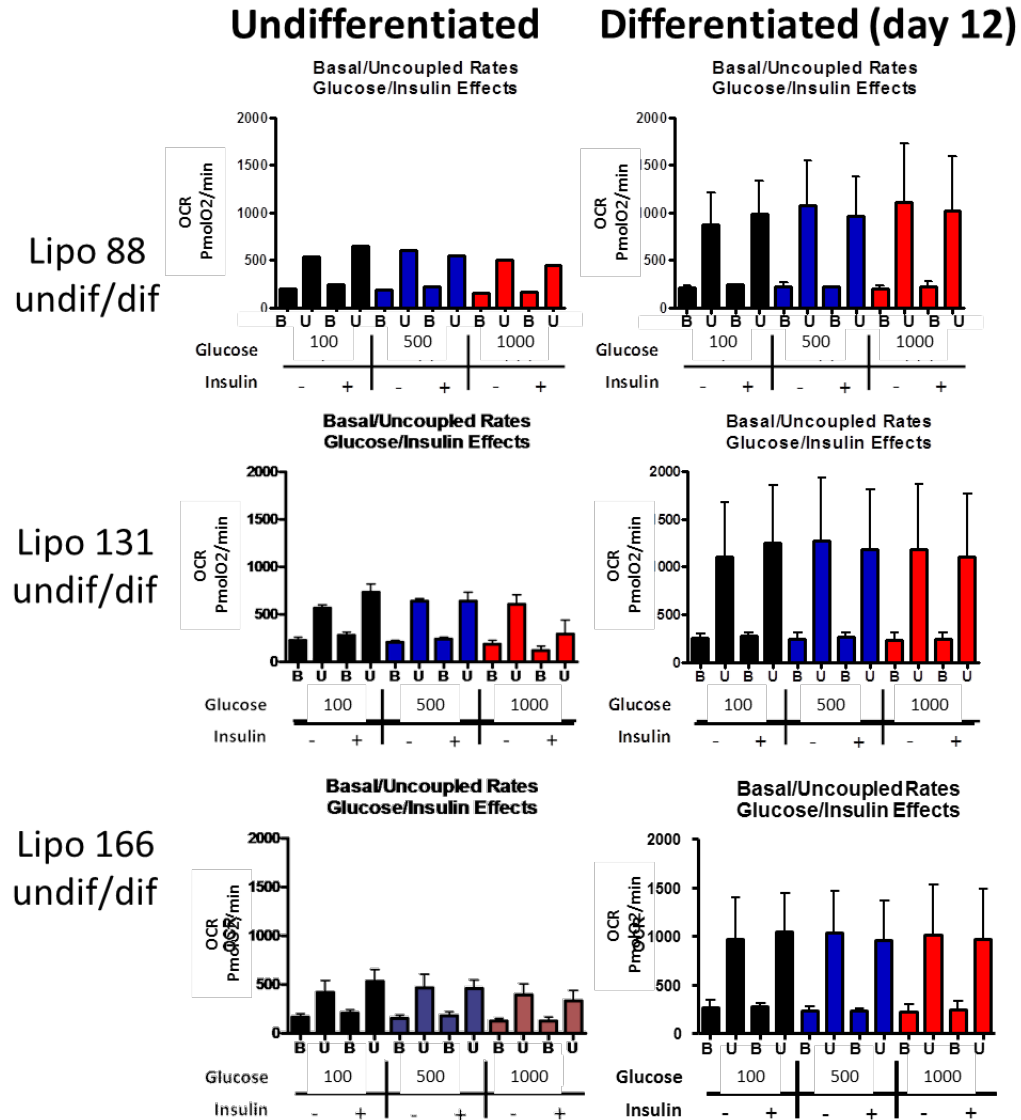 Undifferentiated
Differentiated (day 12)
Basal/Uncoupled Rates
Glucose/Insulin Effects
2000
1500
1000
500
0
OCR
PmolO2/min
B U B U B U B U B U B U
Glucose 100 500 1000
Insulin - + - + - +
Basal/Uncoupled Rates
Glucose/Insulin Effects
2000
1500
1000
500
0
OCR
PmolO2/min
B U B U B U B U B U B U
Glucose 100 500 1000
Insulin - + - + - +
Lipo 88
undif/dif
Basal/Uncoupled Rates
Glucose/Insulin Effects
2000
1500
1000
500
0
OCR
PmolO2/min
B U B U B U B U B U B U
Glucose 100 500 1000
Insulin - + - + - +
Basal/Uncoupled Rates
Glucose/Insulin Effects
2000
1500
1000
500
0
OCR
PmolO2/min
B U B U B U B U B U B U
Glucose 100 500 1000
Insulin - + - + - +
Lipo 131
undif/dif
Basal/Uncoupled Rates
Glucose/Insulin Effects
2000
1500
1000
500
0
OCR
PmolO2/min
B U B U B U B U B U B U
Glucose 100 500 1000
Insulin - + - + - +
Basal/Uncoupled Rates
Glucose/Insulin Effects
2000
1500
1000
500
0
OCR
PmolO2/min
B U B U B U B U B U B U
Glucose 100 500 1000
Insulin - + - + - +
Lipo 166
undif/dif